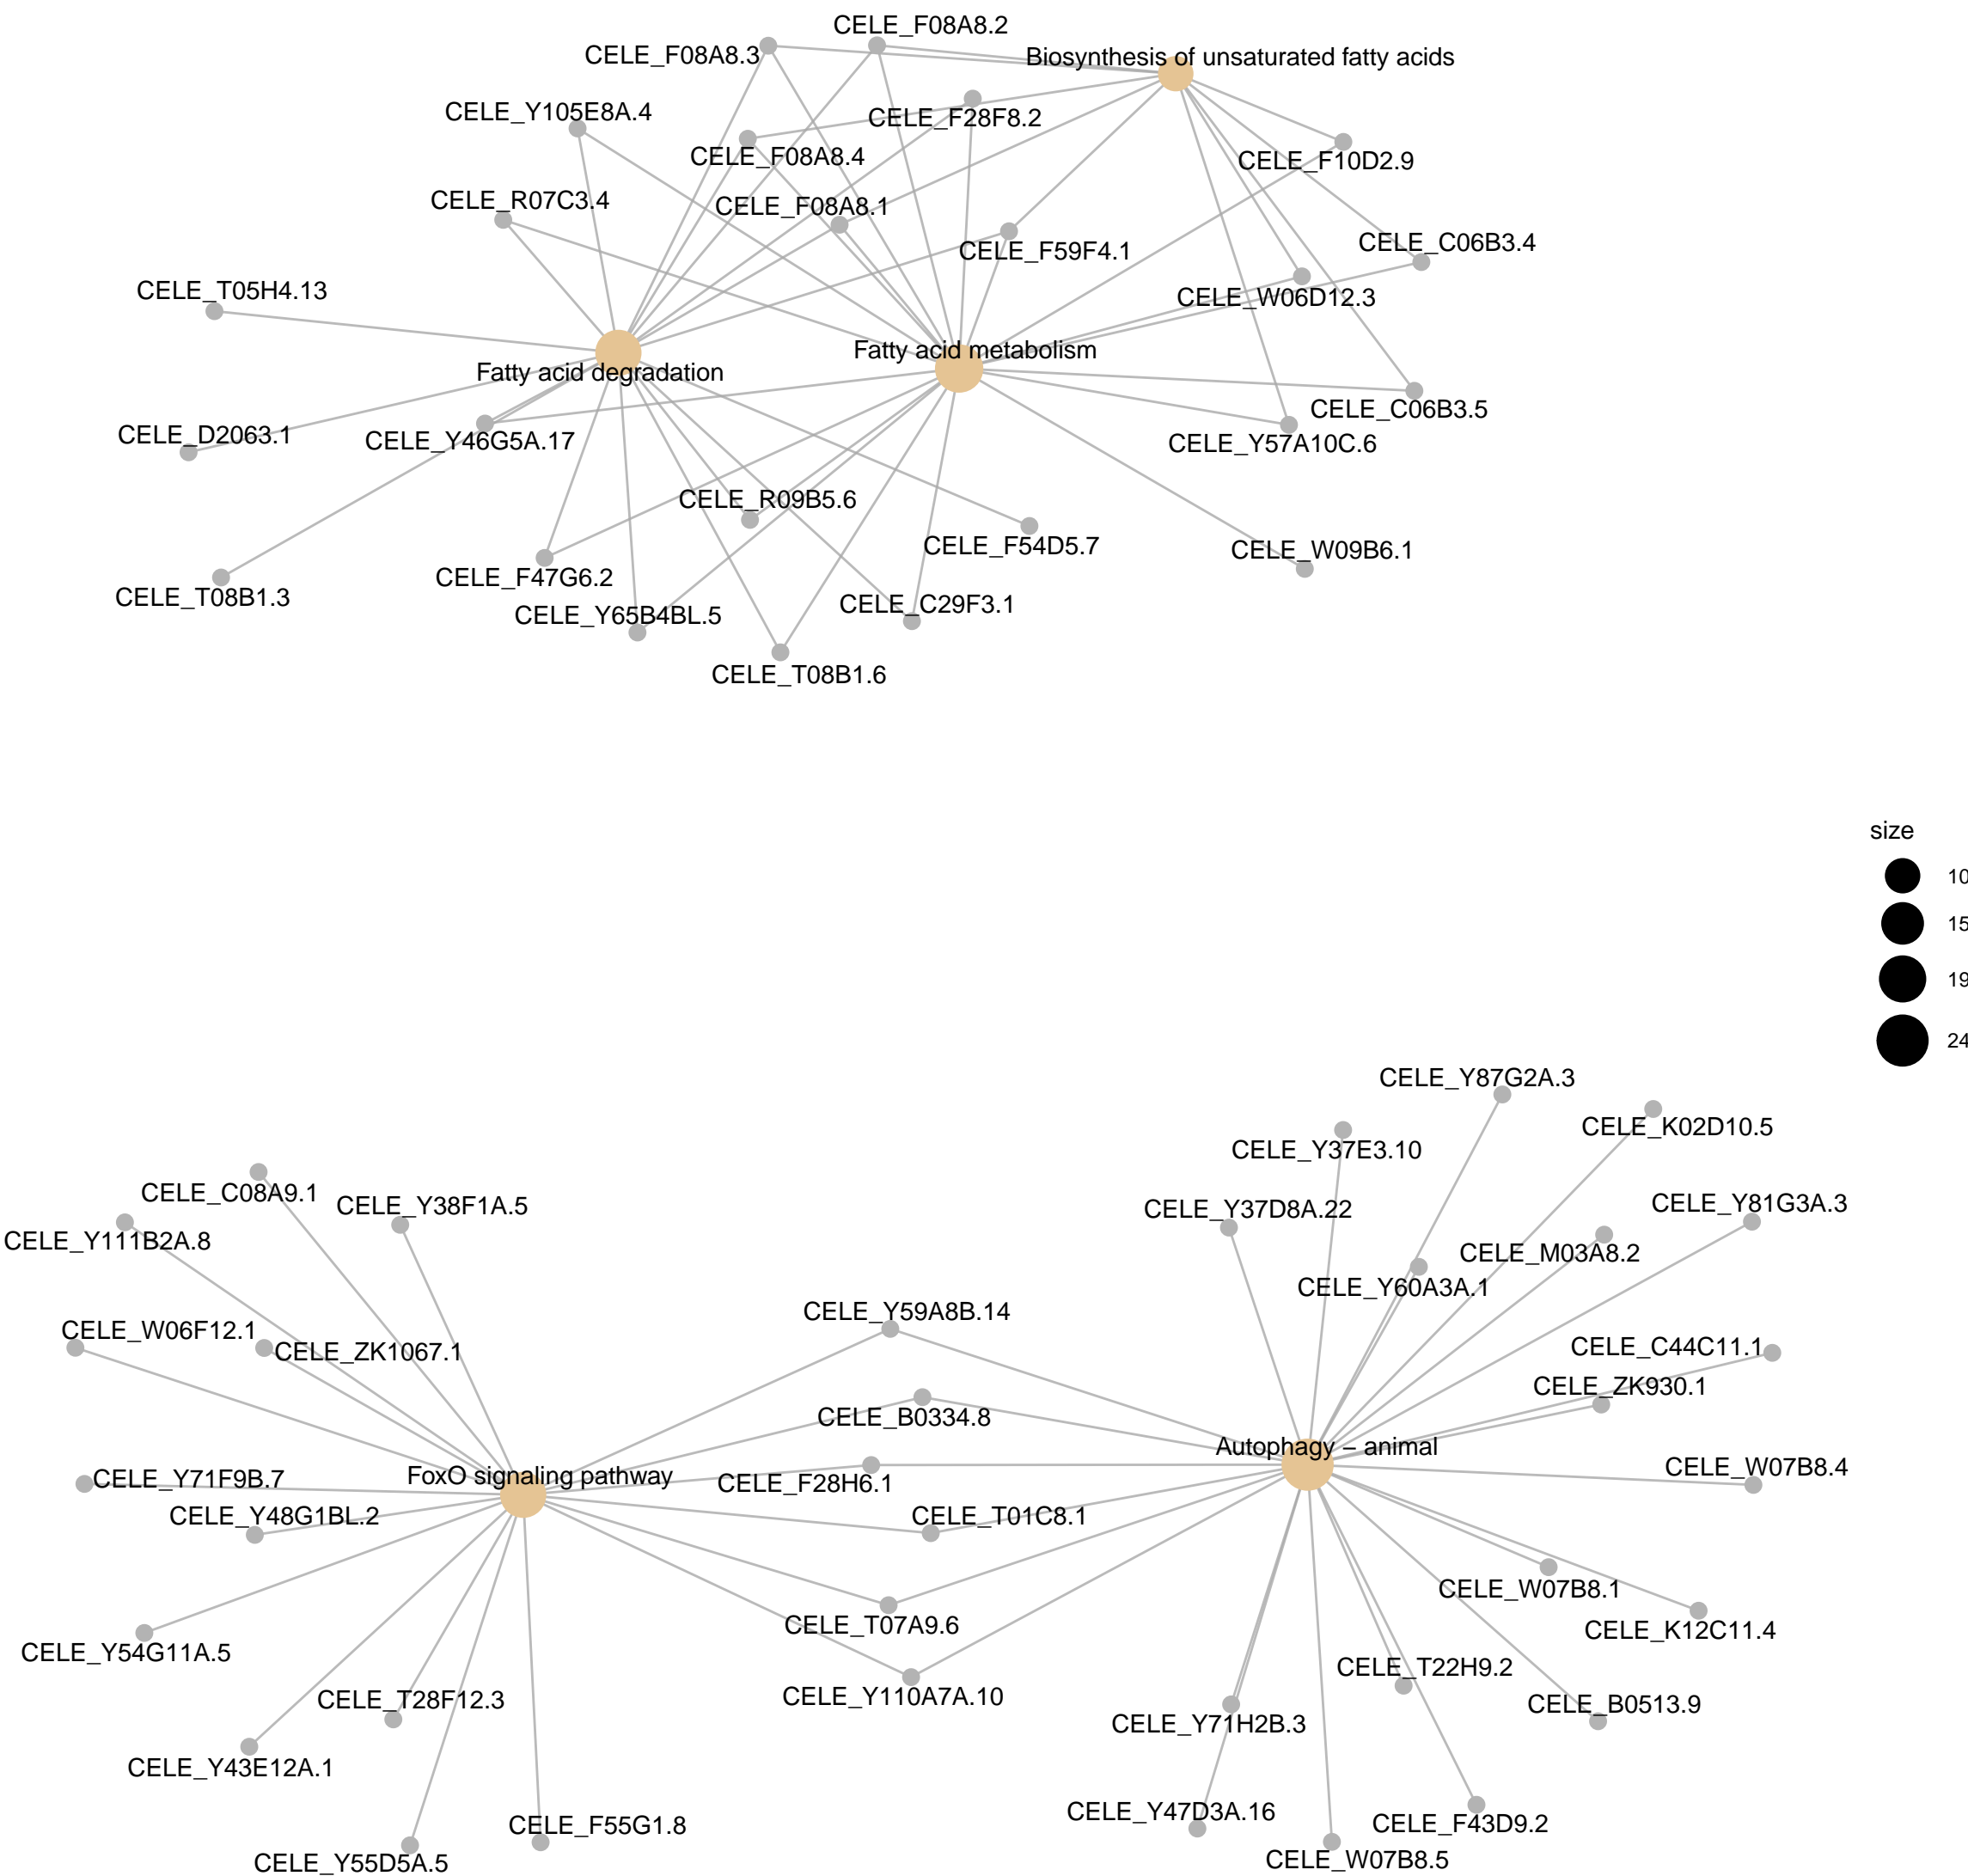 CELE_F08A8.2
CELE_F08A8.3
Biosynthesis of unsaturated fatty acids
CELE_Y105E8A.4
CELE_F28F8.2
CELE_F08A8.4
CELE_F10D2.9
CELE_R07C3.4
CELE_F08A8.1
CELE_F59F4.1
CELE_C06B3.4
CELE_T05H4.13
CELE_W06D12.3
Fatty acid metabolism
Fatty acid degradation
CELE_C06B3.5
CELE_D2063.1
CELE_Y46G5A.17
CELE_Y57A10C.6
CELE_R09B5.6
CELE_F54D5.7
CELE_W09B6.1
CELE_F47G6.2
CELE_T08B1.3
CELE_C29F3.1
CELE_Y65B4BL.5
CELE_T08B1.6
size
10
15
19
24
CELE_Y87G2A.3
CELE_K02D10.5
CELE_Y37E3.10
CELE_C08A9.1
CELE_Y38F1A.5
CELE_Y37D8A.22
CELE_Y81G3A.3
CELE_Y111B2A.8
CELE_M03A8.2
CELE_Y60A3A.1
CELE_Y59A8B.14
CELE_W06F12.1
CELE_ZK1067.1
CELE_C44C11.1
CELE_ZK930.1
CELE_B0334.8
Autophagy – animal
CELE_Y71F9B.7
FoxO signaling pathway
CELE_F28H6.1
CELE_W07B8.4
CELE_Y48G1BL.2
CELE_T01C8.1
CELE_W07B8.1
CELE_T07A9.6
CELE_K12C11.4
CELE_Y54G11A.5
CELE_T22H9.2
CELE_T28F12.3
CELE_Y110A7A.10
CELE_B0513.9
CELE_Y71H2B.3
CELE_Y43E12A.1
CELE_Y47D3A.16
CELE_F55G1.8
CELE_F43D9.2
CELE_Y55D5A.5
CELE_W07B8.5